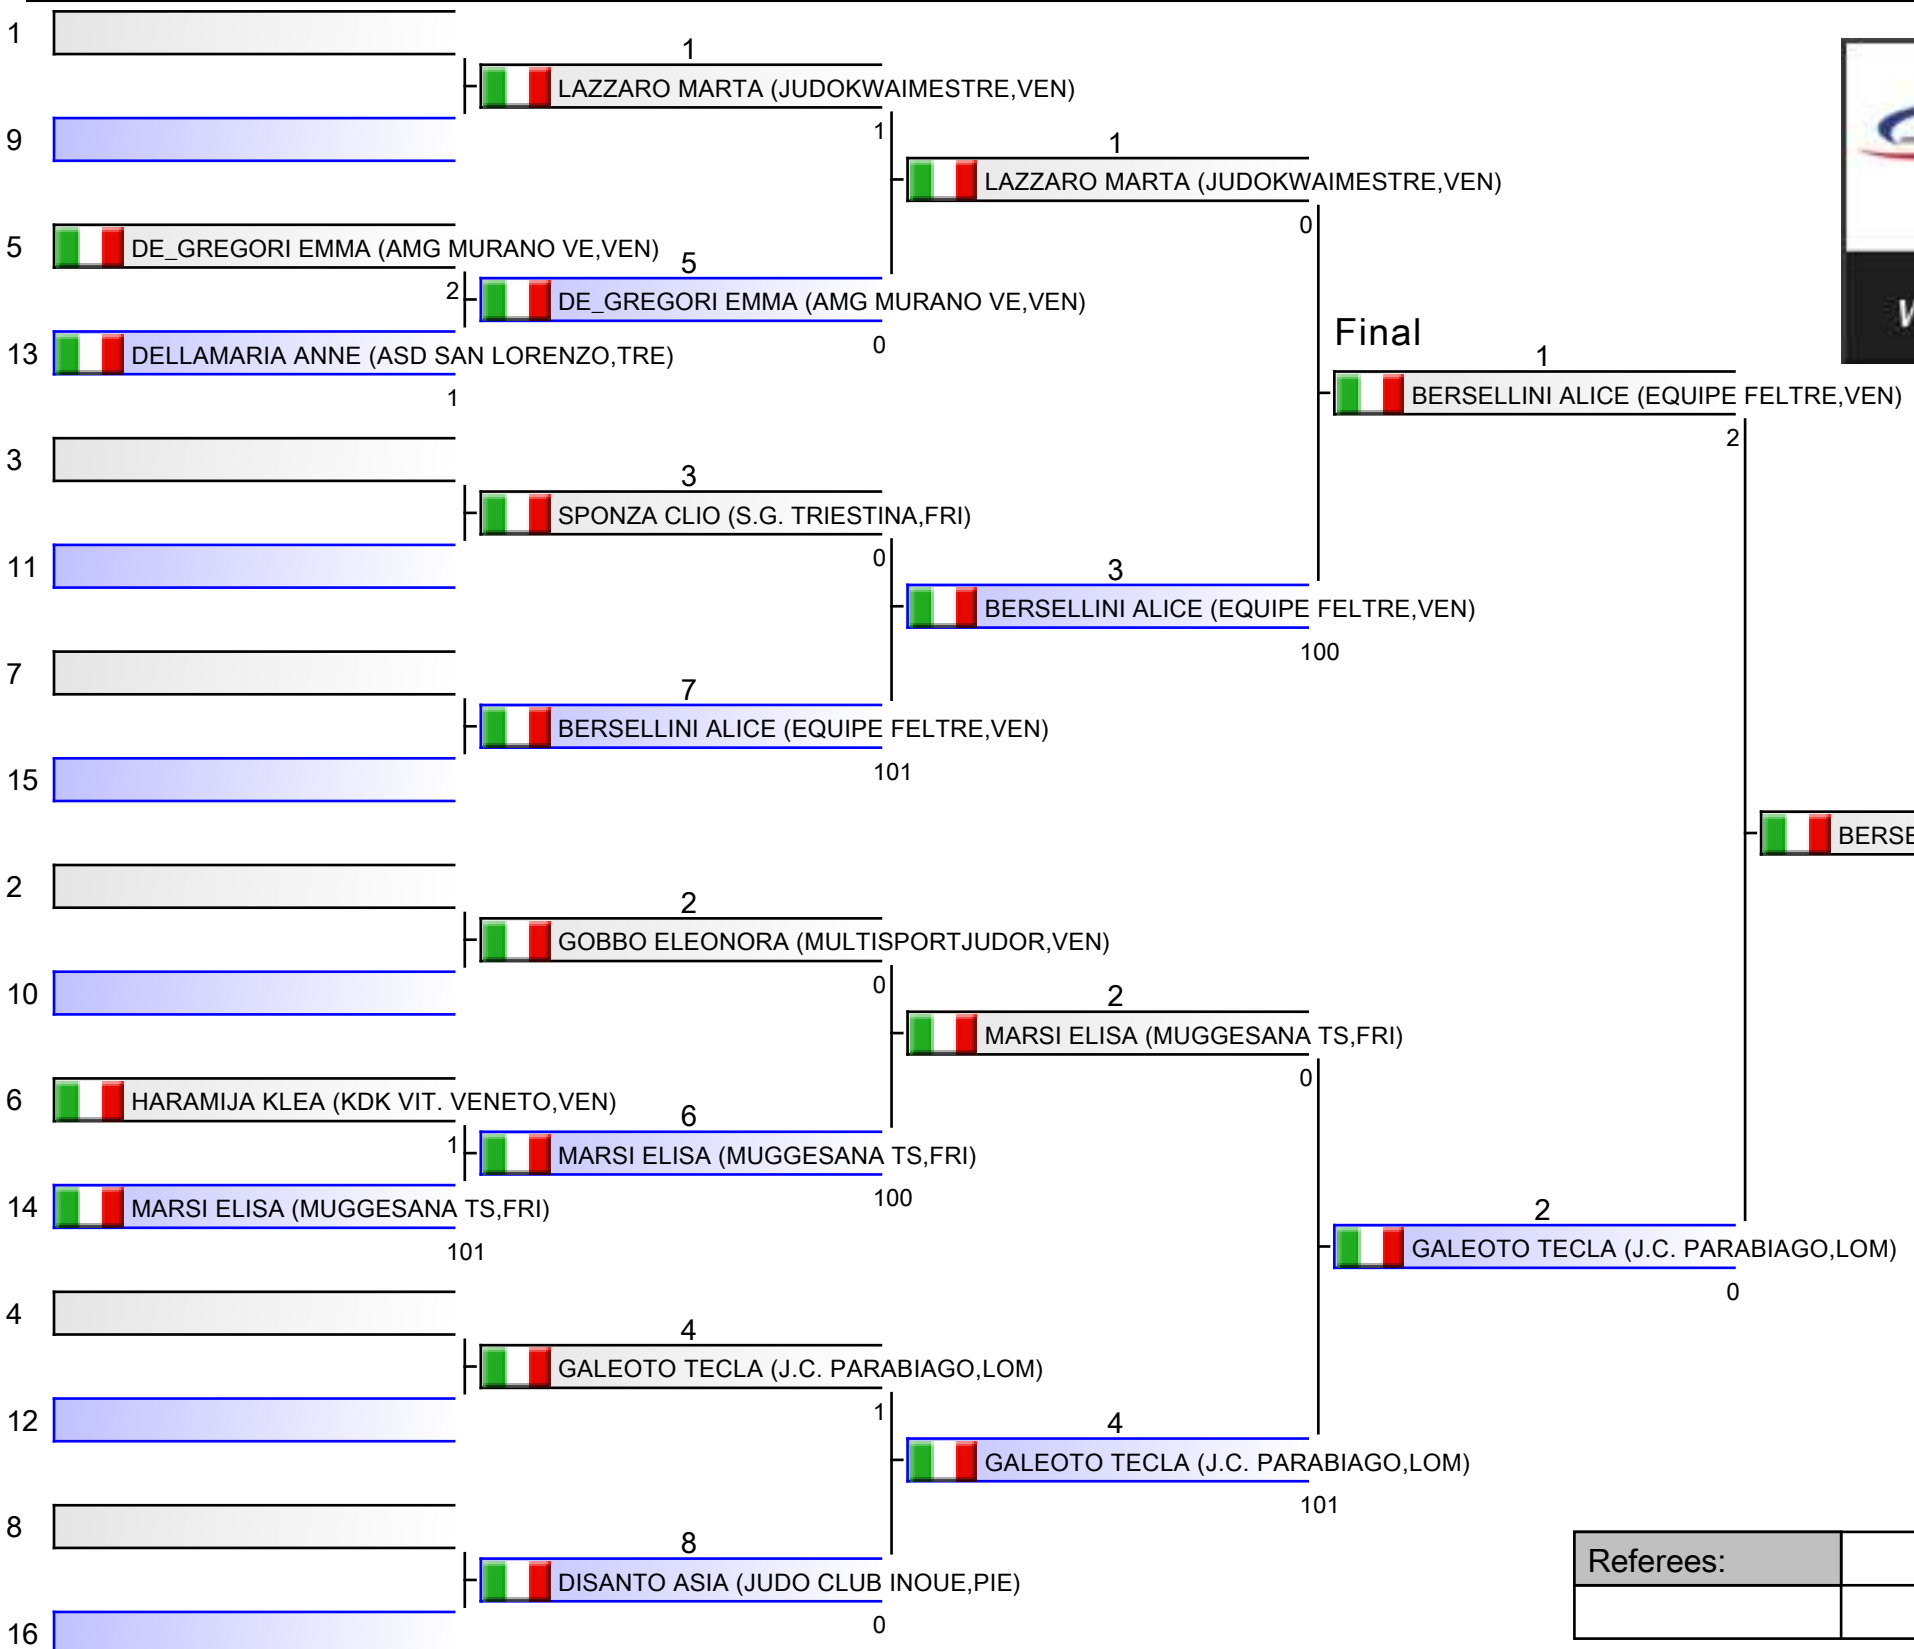 1
9
5 DE_GREGORI EMMA (AMG MURANO VE,VEN)
2
13 DELLAMARIA ANNE (ASD SAN LORENZO,TRE)
1
3
11
7
15
2
10
6 HARAMIJA KLEA (KDK VIT. VENETO,VEN)
1
14 MARSI ELISA (MUGGESANA TS,FRI)
101
4
12
8
16
1
LAZZARO MARTA (JUDOKWAIMESTRE,VEN)
1
5
DE_GREGORI EMMA (AMG MURANO VE,VEN)
0
3
SPONZA CLIO (S.G. TRIESTINA,FRI)
0
7
BERSELLINI ALICE (EQUIPE FELTRE,VEN)
101
2
GOBBO ELEONORA (MULTISPORTJUDOR,VEN)
0
6
MARSI ELISA (MUGGESANA TS,FRI)
100
4
GALEOTO TECLA (J.C. PARABIAGO,LOM)
1
8
DISANTO ASIA (JUDO CLUB INOUE,PIE)
0
1
LAZZARO MARTA (JUDOKWAIMESTRE,VEN)
0
3
BERSELLINI ALICE (EQUIPE FELTRE,VEN)
100
2
MARSI ELISA (MUGGESANA TS,FRI)
0
4
GALEOTO TECLA (J.C. PARABIAGO,LOM)
101
Final
1
BERSELLINI ALICE (EQUIPE FELTRE,VEN)
2
2
GALEOTO TECLA (J.C. PARABIAGO,LOM)
0
BERSE
Referees: